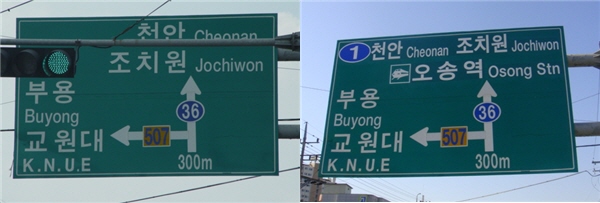 천안 Cheonan
조치원 Jochiwon
부용
Buyong
36
교원대
507
K.N.U.E
300m
1 천안 Cheonan 조치원 Jochiwon
오송역 Osong Stn
부용
Buyong
36
교원대
507
K.N.U.E
300m